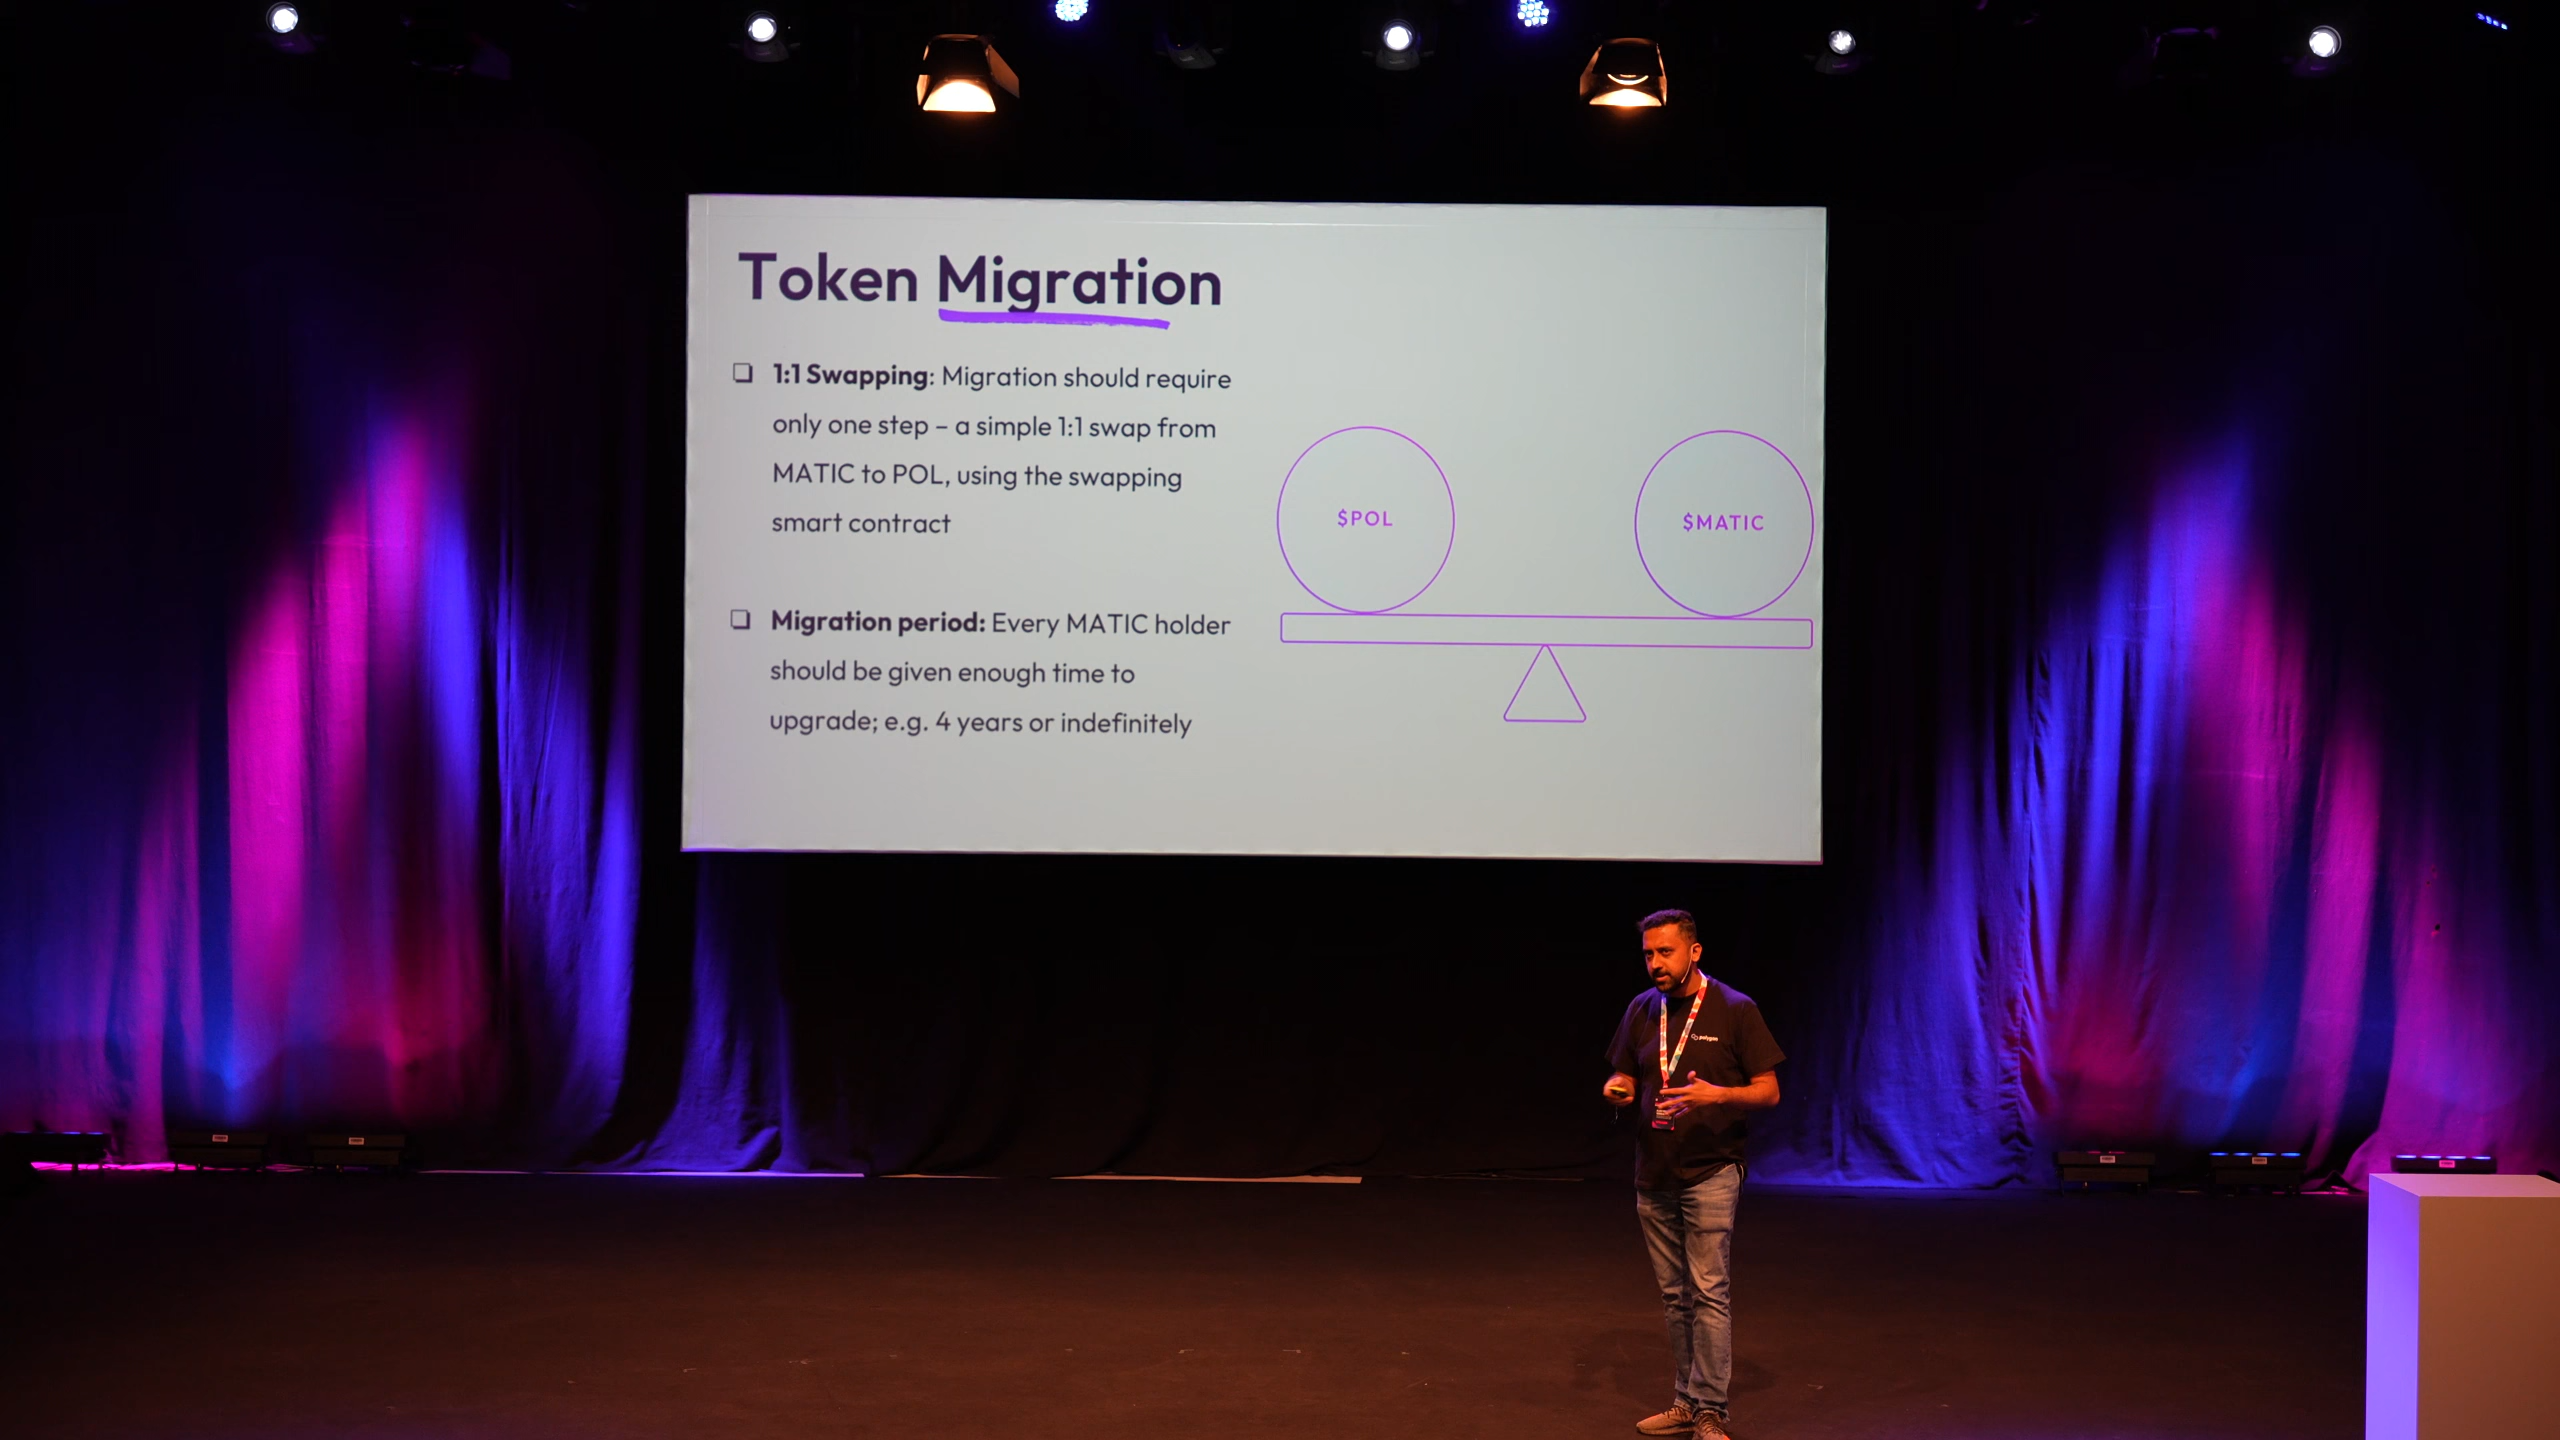 Token Migration
❏ 1:1 Swapping: Migration should require
only one step – a simple 1:1 swap from
MATIC to POL, using the swapping
smart contract
❏ Migration period: Every MATIC holder
should be given enough time to
upgrade; e.g. 4 years or indefinitely
$POL
$MATIC
polygon